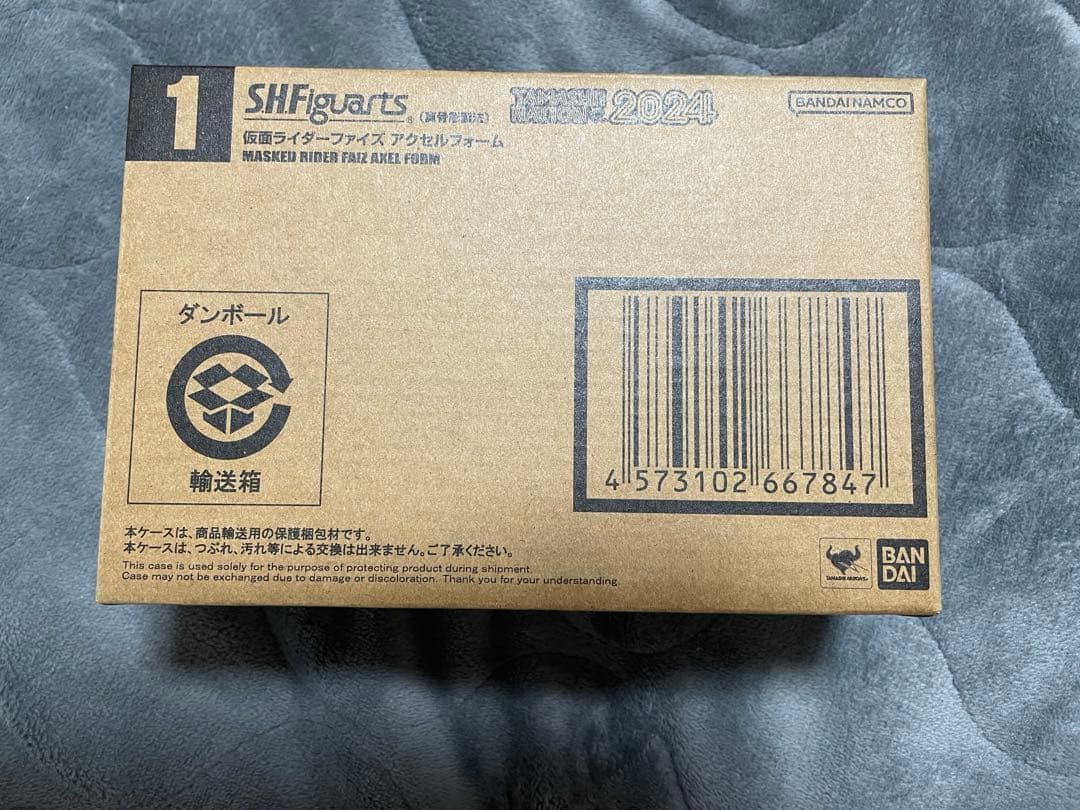 1
S.H.Figuarts
(真骨彫製法)
TAMASHII NATION 2024
BANDAI NAMCO
仮面ライダーファイズ アクセルフォーム
MASKED RIDER FAIZ AXEL FORM
ダンボール
輸送箱
4 573102 667847
本ケースは、商品輸送用の保護梱包材です。
本ケースは、つぶれ、汚れ等による交換は出来ません。ご了承ください。
This case is used solely for the purpose of protecting product during shipment.
Case may not be exchanged due to damage or discoloration. Thank you for your understanding.
TAMASHII NATIONS
BAN
DAI